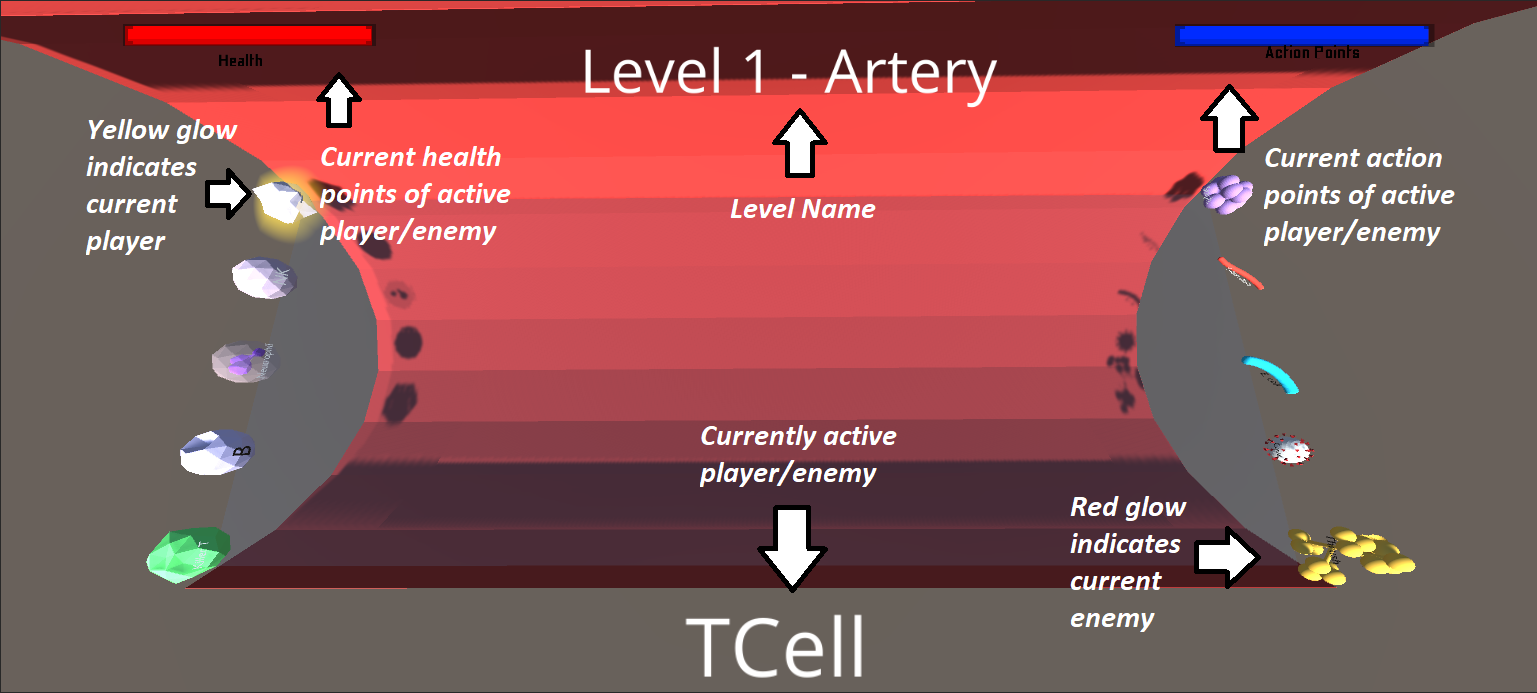 Health
Level 1 - Artery
Action Points
Yellow glow
indicates
current
player
Current health
points of active
player/enemy
Level Name
Current action
points of active
player/enemy
NK
B
Currently active
player/enemy
Red glow
indicates
current
enemy
TCell